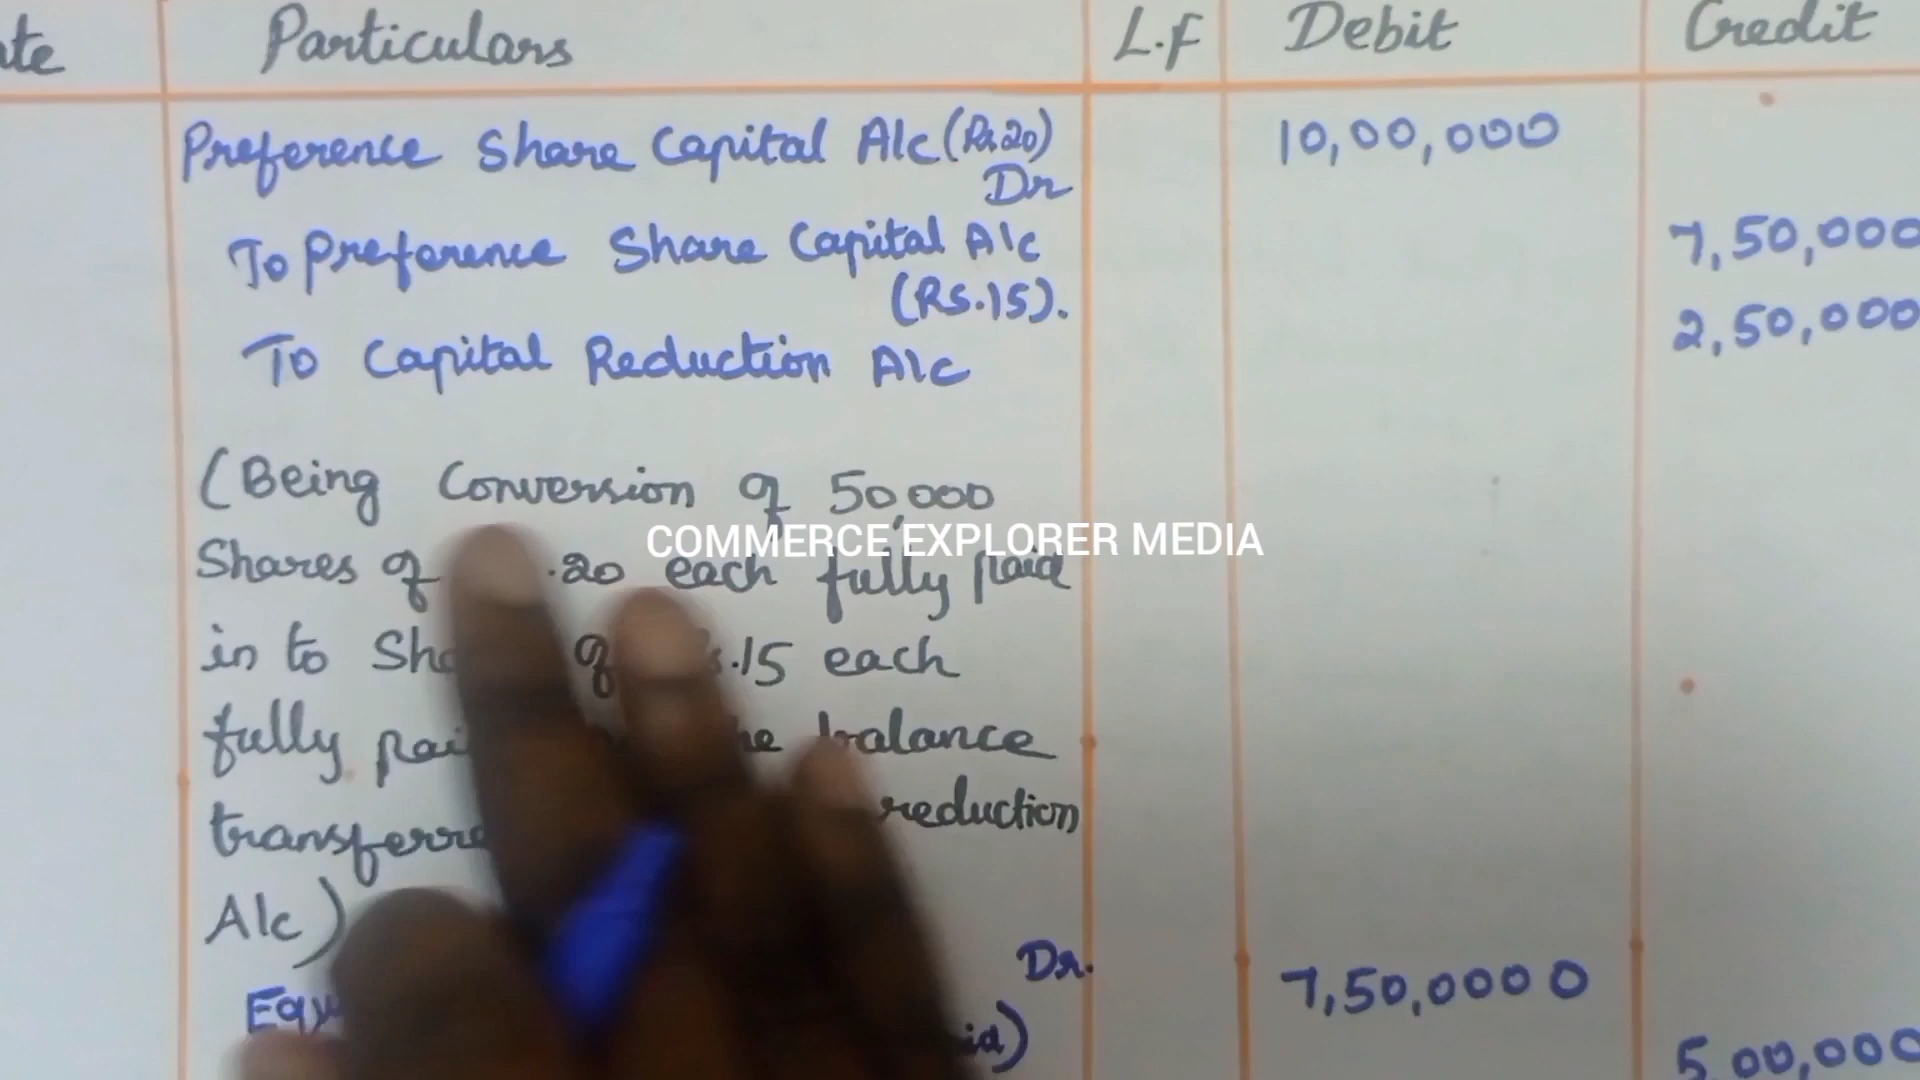 te Particulars L.F Debit Credit
Preference Share Capital A/c (Rs.20) 10,00,000
Dr
To Preference Share Capital A/c 7,50,000
(Rs.15).
To Capital Reduction A/c 2,50,000
(Being Conversion of 50,000
COMMERCE EXPLORER MEDIA
Shares of .20 each fully paid
in to of .15 each
fully balance
reduction
A/c)
Dr. 7,50,0000
5,00,000